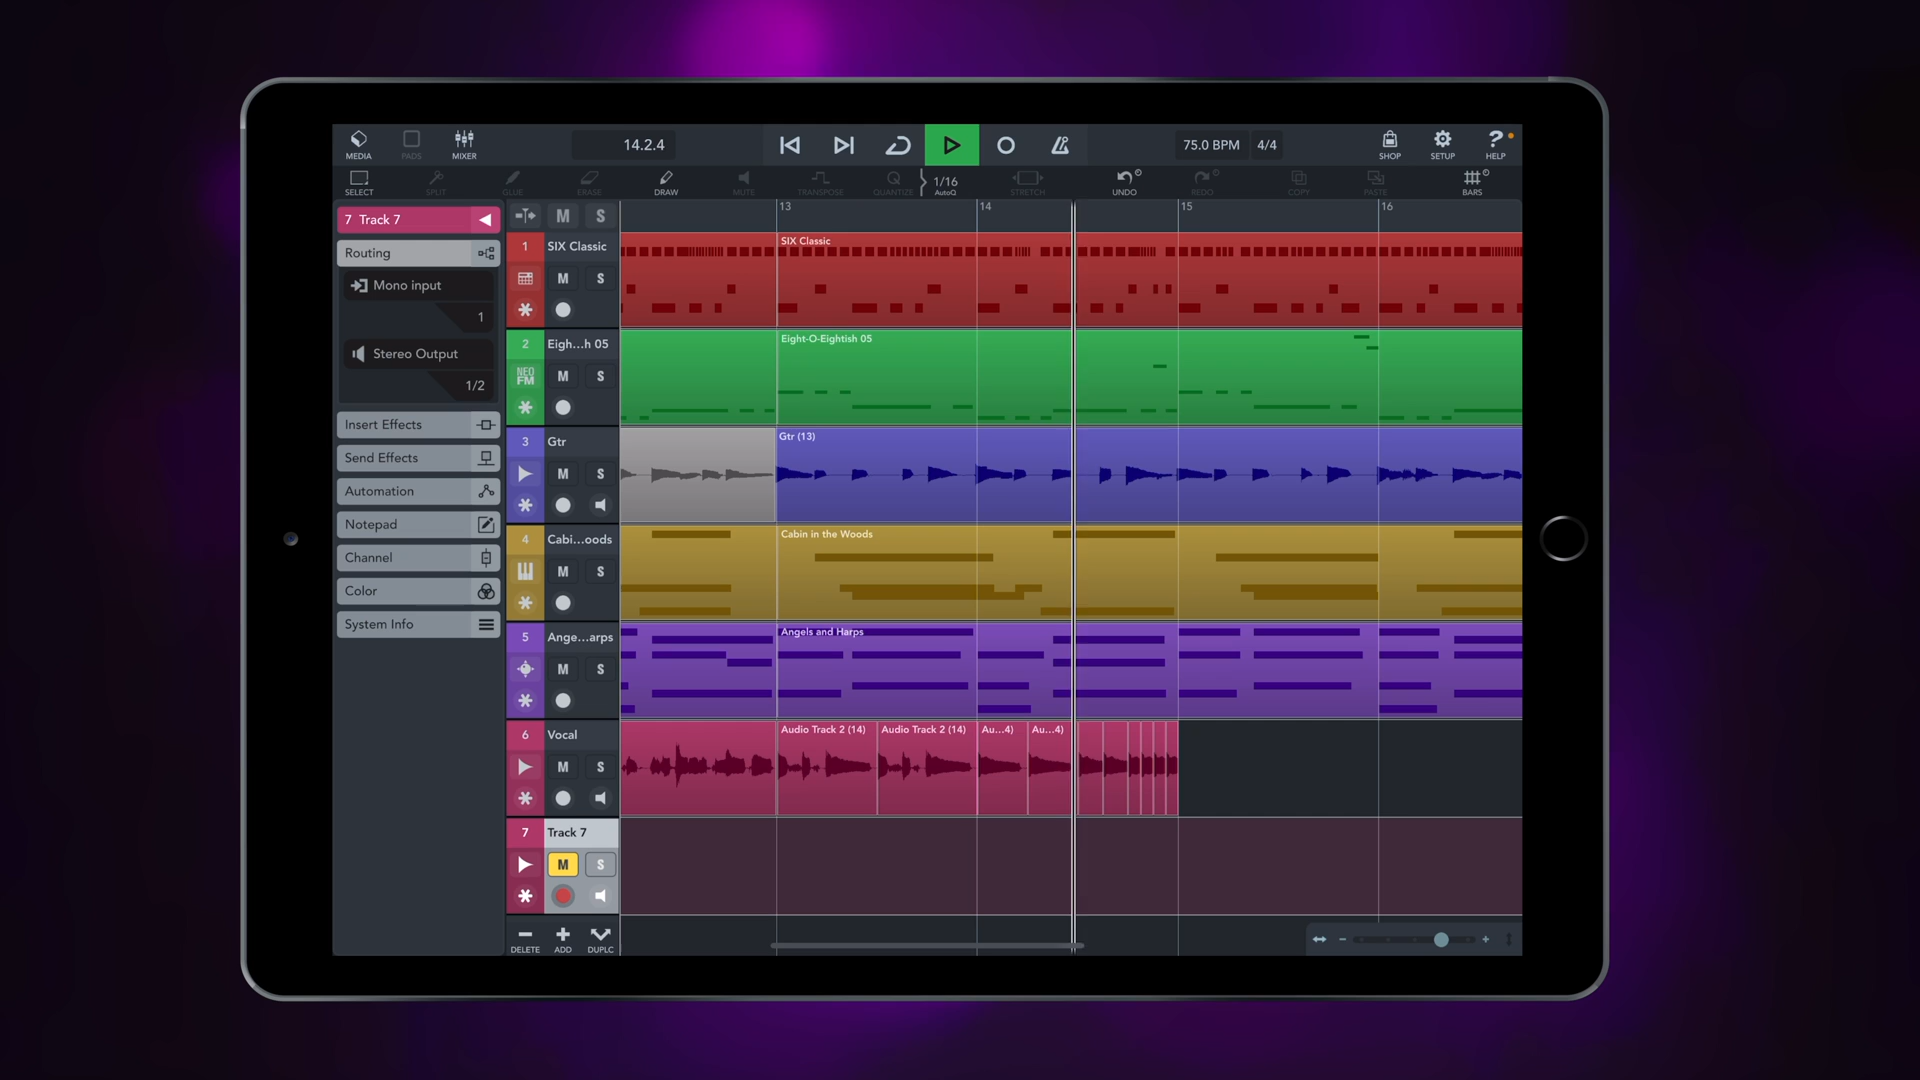 MEDIA
PADS
MIXER
14.2.4
75.0 BPM
4/4
SHOP
SETUP
?
HELP
SELECT
SPLIT
GLUE
ERASE
DRAW
MUTE
TRANSPOSE
QUANTIZE
1/16
AutoQ
STRETCH
UNDO
REDO
COPY
PASTE
BARS
7 Track 7
Routing
Mono input
1
Stereo Output
1/2
Insert Effects
Send Effects
Automation
Notepad
Channel
Color
System Info
M S
13
14
15
16
1 SIX Classic
M S
SIX Classic
2 Eigh...h 05
NEO FM
M S
Eight-O-Eightish 05
3 Gtr
M S
Gtr (13)
4 Cabi...oods
M S
Cabin in the Woods
5 Ange...arps
M S
Angels and Harps
6 Vocal
M S
Audio Track 2 (14)
Audio Track 2 (14)
Au...4)
Au...4)
7 Track 7
M S
DELETE
ADD
DUPLC